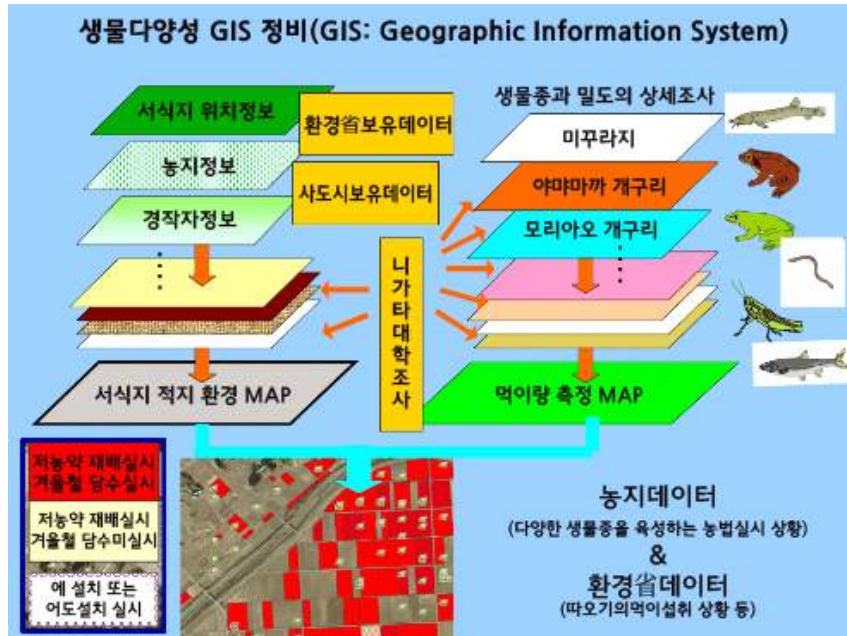 생물다양성 GIS 정비(GIS: Geographic Information System)
서식지 위치정보
환경省보유데이터
농지정보
사도시보유데이터
경작자정보
생물종과 밀도의 상세조사
미꾸라지
야먀마까 개구리
모리아오 개구리
니가타대학조사
서식지 적지 환경 MAP
먹이량 측정 MAP
저농약 재배실시
겨울철 담수실시
저농약 재배실시
겨울철 담수미실시
에 설치 또는
어도설치 실시
농지데이터
(다양한 생물종을 육성하는 농법실시 상황)
&
환경省데이터
(따오기의먹이섭취 상황 등)